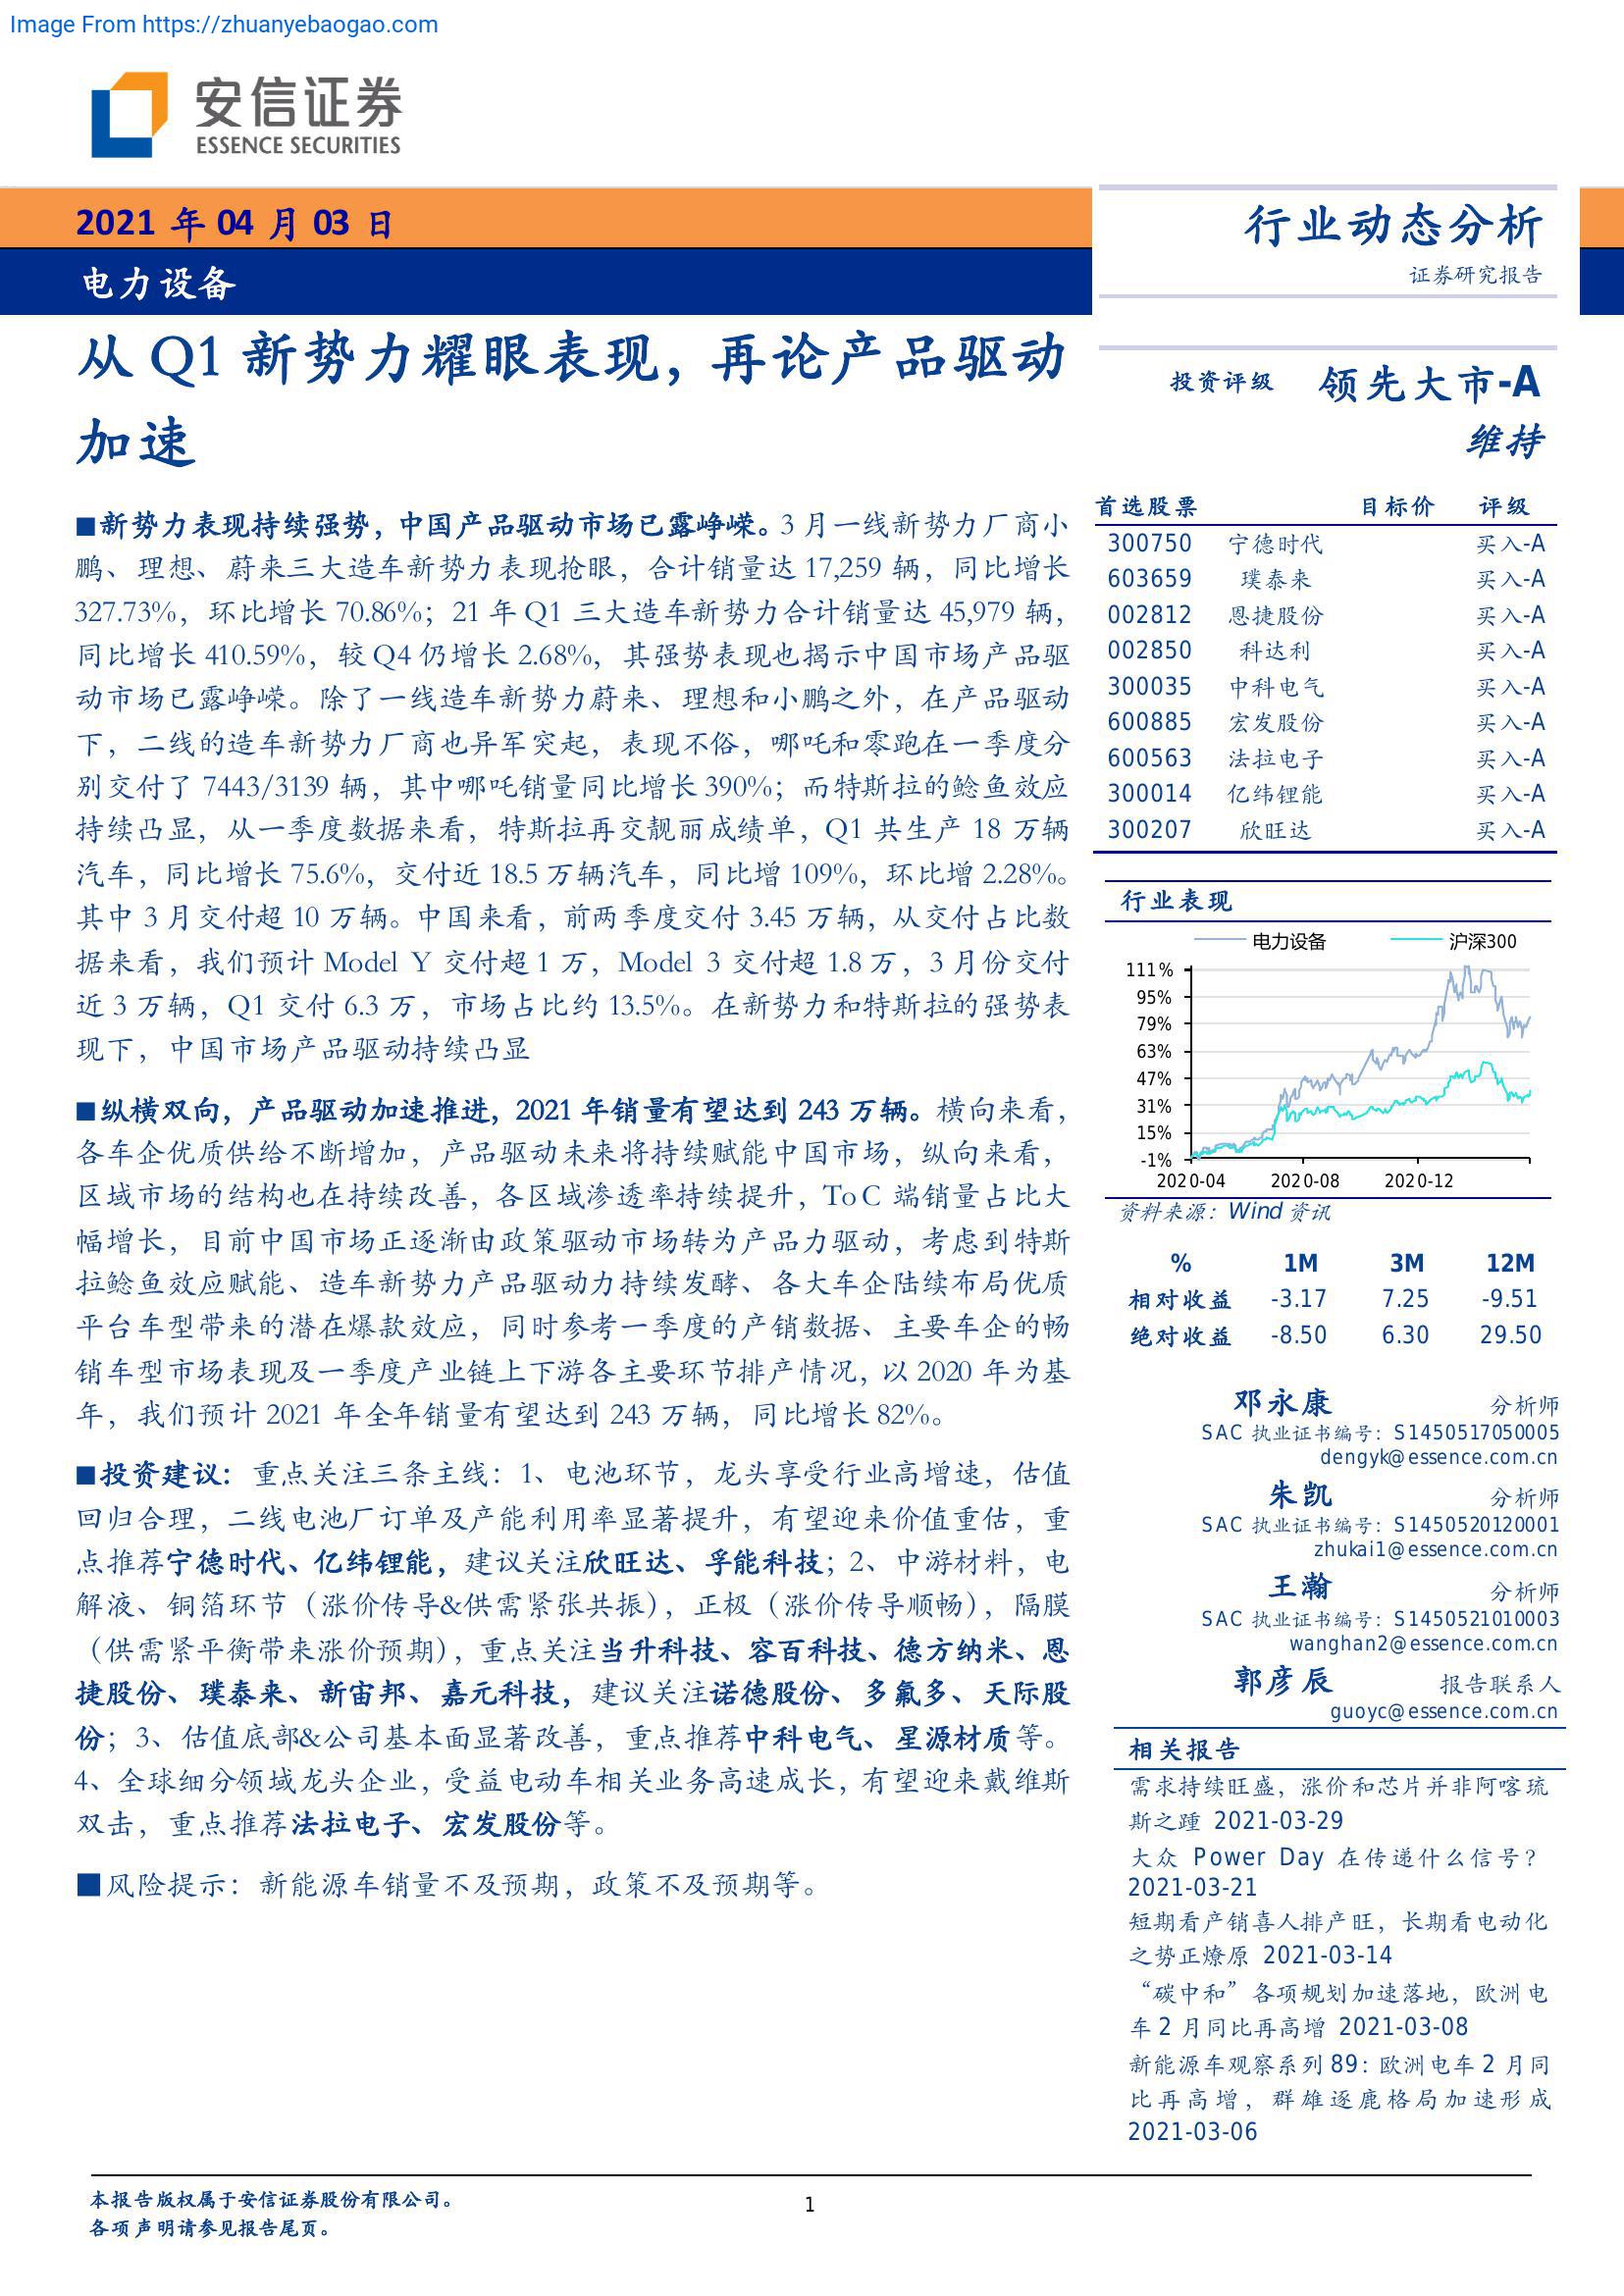 Image From https://zhuanyebaogao.com
安信证券
ESSENCE SECURITIES
2021 年 04 月 03 日
电力设备
行业动态分析
证券研究报告
从 Q1 新势力耀眼表现，再论产品驱动
加速
■新势力表现持续强势，中国产品驱动市场已露峥嵘。3 月一线新势力厂商小
鹏、理想、蔚来三大造车新势力表现抢眼，合计销量达 17,259 辆，同比增长
327.73%，环比增长 70.86%；21 年 Q1 三大造车新势力合计销量达 45,979 辆，
同比增长 410.59%，较 Q4 仍增长 2.68%，其强势表现也揭示中国市场产品驱
动市场已露峥嵘。除了一线造车新势力蔚来、理想和小鹏之外，在产品驱动
下，二线的造车新势力厂商也异军突起，表现不俗，哪吒和零跑在一季度分
别交付了 7443/3139 辆，其中哪吒销量同比增长 390%；而特斯拉的鲶鱼效应
持续凸显，从一季度数据来看，特斯拉再交靓丽成绩单，Q1 共生产 18 万辆
汽车，同比增长 75.6%，交付近 18.5 万辆汽车，同比增 109%，环比增 2.28%。
其中 3 月交付超 10 万辆。中国来看，前两季度交付 3.45 万辆，从交付占比数
据来看，我们预计 Model Y 交付超 1 万，Model 3 交付超 1.8 万，3 月份交付
近 3 万辆，Q1 交付 6.3 万，市场占比约 13.5%。在新势力和特斯拉的强势表
现下，中国市场产品驱动持续凸显
■纵横双向，产品驱动加速推进，2021 年销量有望达到 243 万辆。横向来看，
各车企优质供给不断增加，产品驱动未来将持续赋能中国市场，纵向来看，
区域市场的结构也在持续改善，各区域渗透率持续提升，To C 端销量占比大
幅增长，目前中国市场正逐渐由政策驱动市场转为产品力驱动，考虑到特斯
拉鲶鱼效应赋能、造车新势力产品驱动力持续发酵、各大车企陆续布局优质
平台车型带来的潜在爆款效应，同时参考一季度的产销数据、主要车企的畅
销车型市场表现及一季度产业链上下游各主要环节排产情况，以 2020 年为基
年，我们预计 2021 年全年销量有望达到 243 万辆，同比增长 82%。
■投资建议：重点关注三条主线：1、电池环节，龙头享受行业高增速，估值
回归合理，二线电池厂订单及产能利用率显著提升，有望迎来价值重估，重
点推荐宁德时代、亿纬锂能，建议关注欣旺达、孚能科技；2、中游材料，电
解液、铜箔环节（涨价传导&供需紧张共振），正极（涨价传导顺畅），隔膜
（供需紧平衡带来涨价预期），重点关注当升科技、容百科技、德方纳米、恩
捷股份、璞泰来、新宙邦、嘉元科技，建议关注诺德股份、多氟多、天际股
份；3、估值底部&公司基本面显著改善，重点推荐中科电气、星源材质等。
4、全球细分领域龙头企业，受益电动车相关业务高速成长，有望迎来戴维斯
双击，重点推荐法拉电子、宏发股份等。
■风险提示：新能源车销量不及预期，政策不及预期等。
投资评级 领先大市-A
维持
首选股票 目标价 评级
300750 宁德时代 买入-A
603659 璞泰来 买入-A
002812 恩捷股份 买入-A
002850 科达利 买入-A
300035 中科电气 买入-A
600885 宏发股份 买入-A
600563 法拉电子 买入-A
300014 亿纬锂能 买入-A
300207 欣旺达 买入-A
行业表现
电力设备 沪深300
111%
95%
79%
63%
47%
31%
15%
-1%
2020-04 2020-08 2020-12
资料来源：Wind 资讯
% 1M 3M 12M
相对收益 -3.17 7.25 -9.51
绝对收益 -8.50 6.30 29.50
邓永康 分析师
SAC 执业证书编号：S1450517050005
dengyk@essence.com.cn
朱凯 分析师
SAC 执业证书编号：S1450520120001
zhukai1@essence.com.cn
王瀚 分析师
SAC 执业证书编号：S1450521010003
wanghan2@essence.com.cn
郭彦辰 报告联系人
guoyc@essence.com.cn
相关报告
需求持续旺盛，涨价和芯片并非阿喀琉
斯之踵 2021-03-29
大众 Power Day 在传递什么信号？
2021-03-21
短期看产销喜人排产旺，长期看电动化
之势正燎原 2021-03-14
“碳中和”各项规划加速落地，欧洲电
车 2 月同比再高增 2021-03-08
新能源车观察系列 89：欧洲电车 2 月同
比再高增，群雄逐鹿格局加速形成
2021-03-06
本报告版权属于安信证券股份有限公司。
各项声明请参见报告尾页。
1